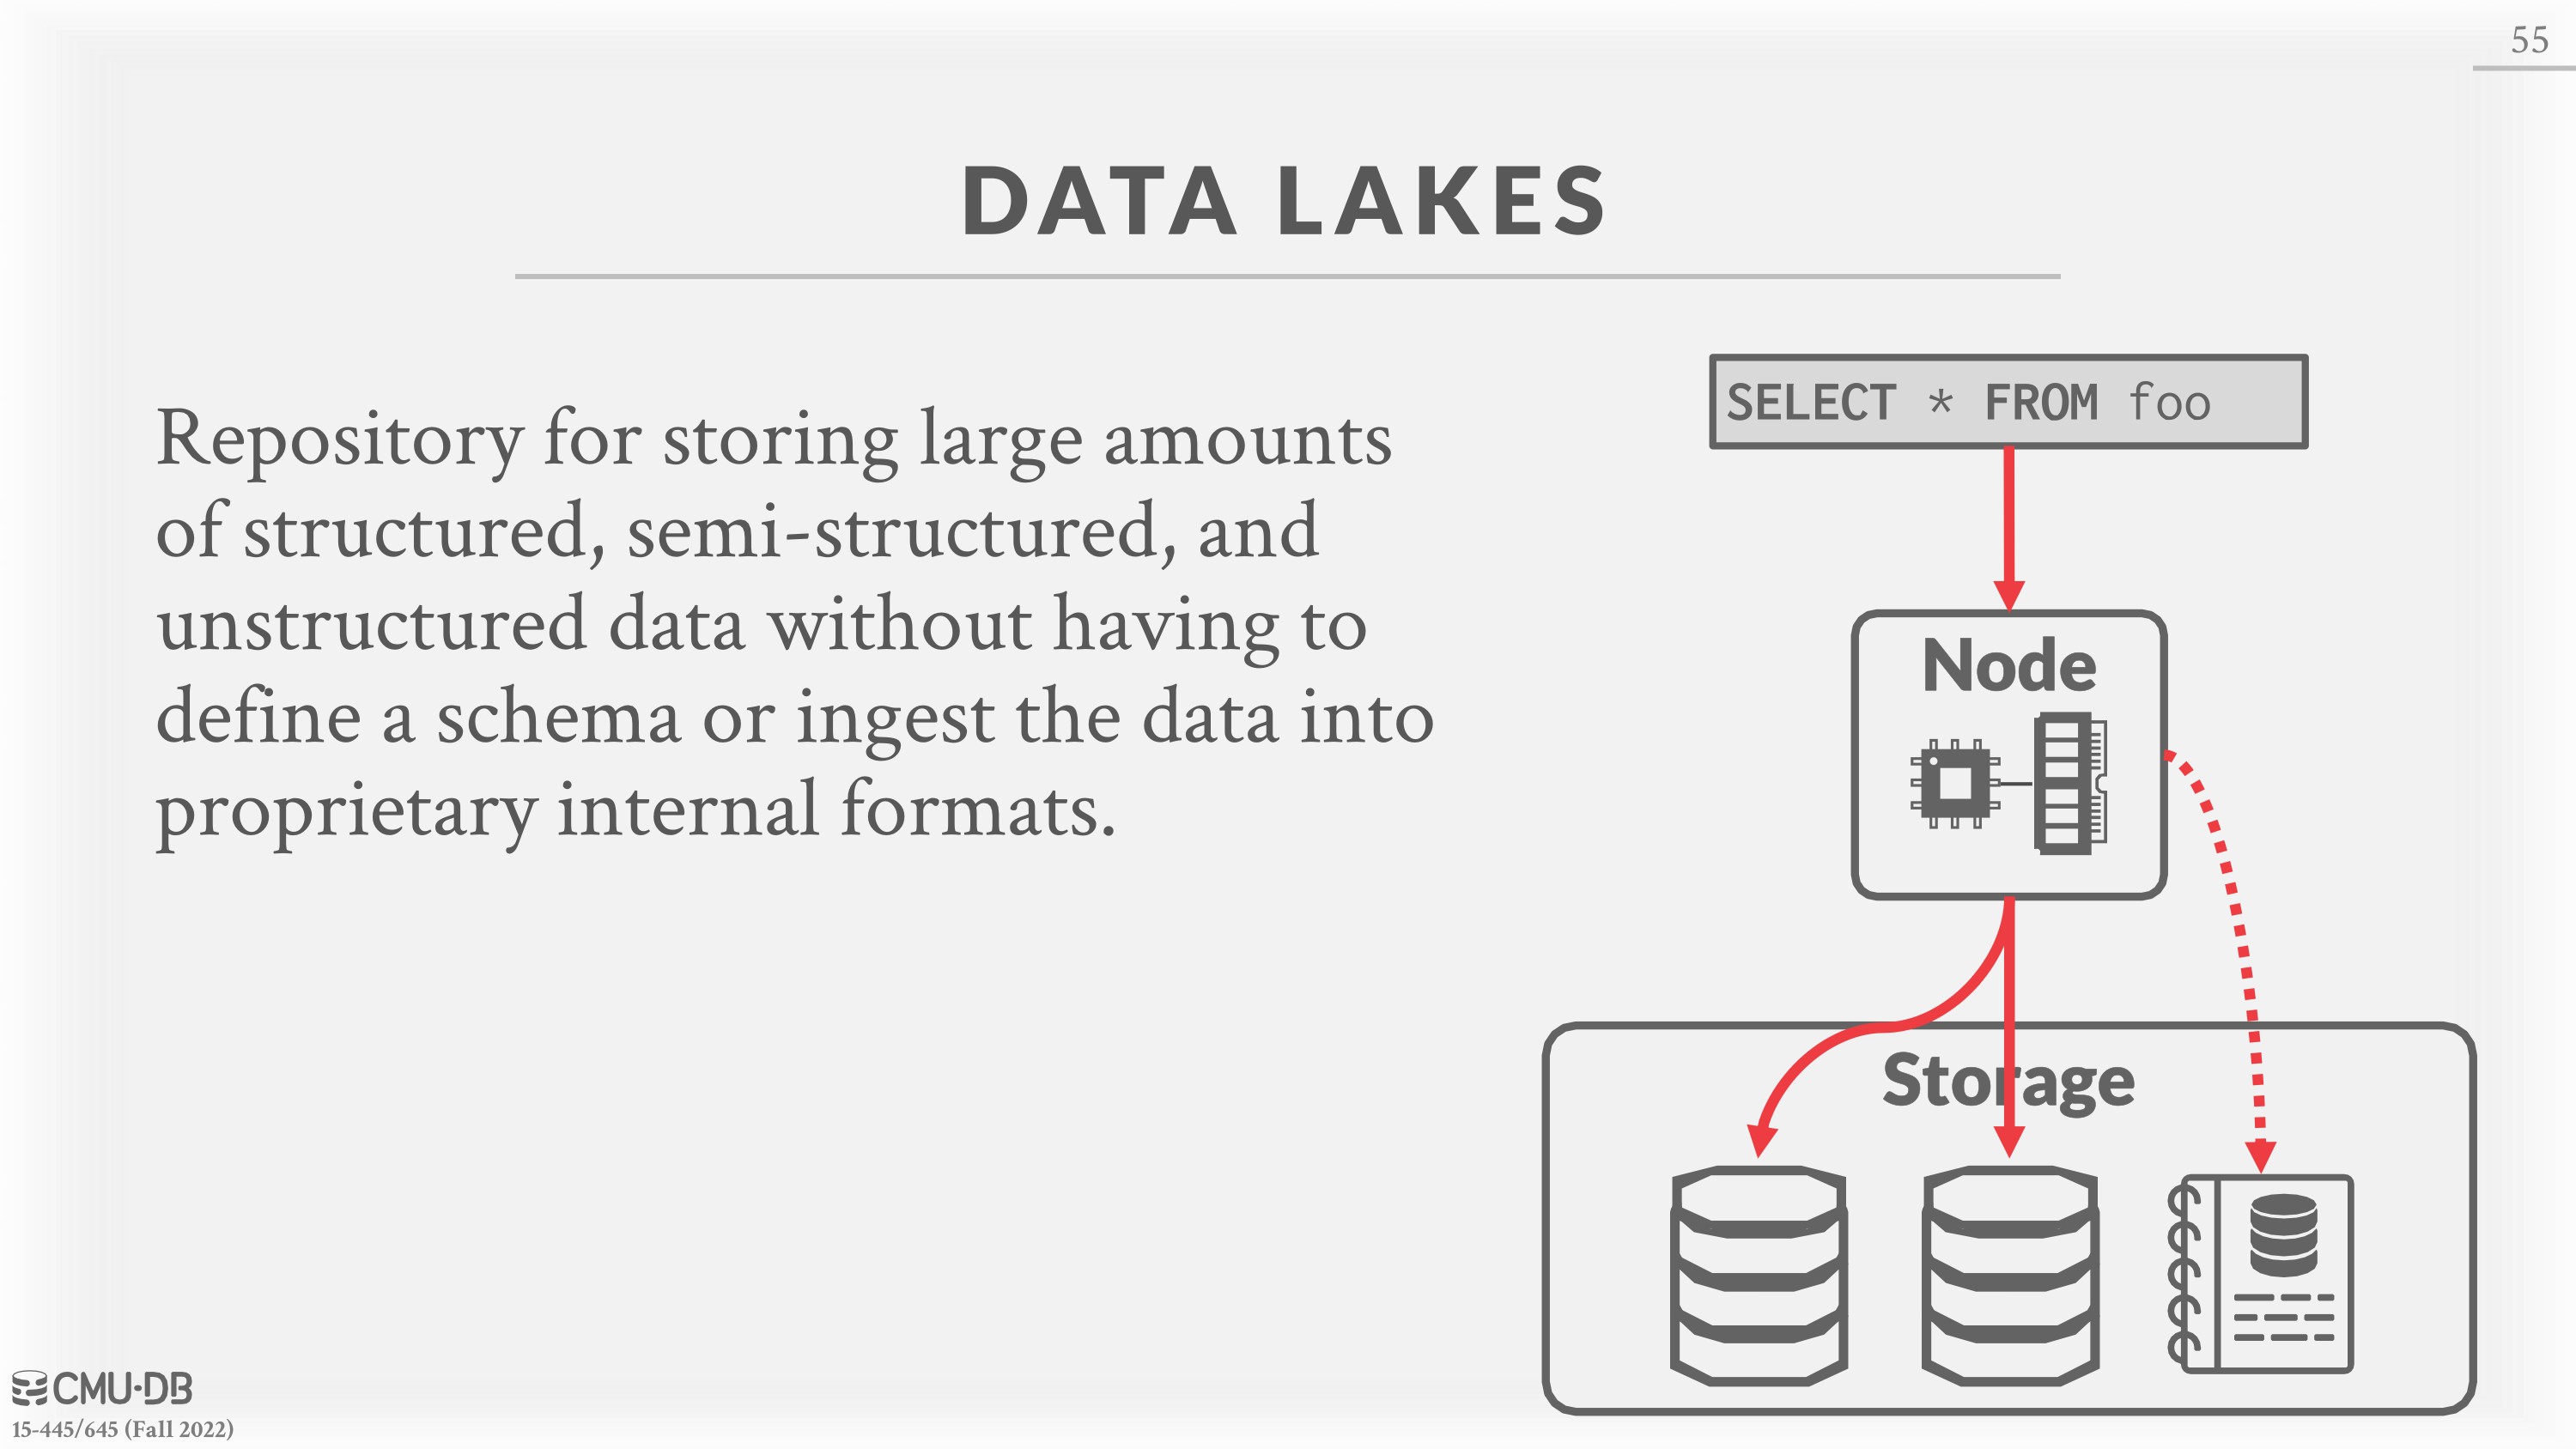 55
DATA LAKES
Repository for storing large amounts
of structured, semi-structured, and
unstructured data without having to
define a schema or ingest the data into
proprietary internal formats.
SELECT * FROM foo
Node
Storage
CMU·DB
15-445/645 (Fall 2022)